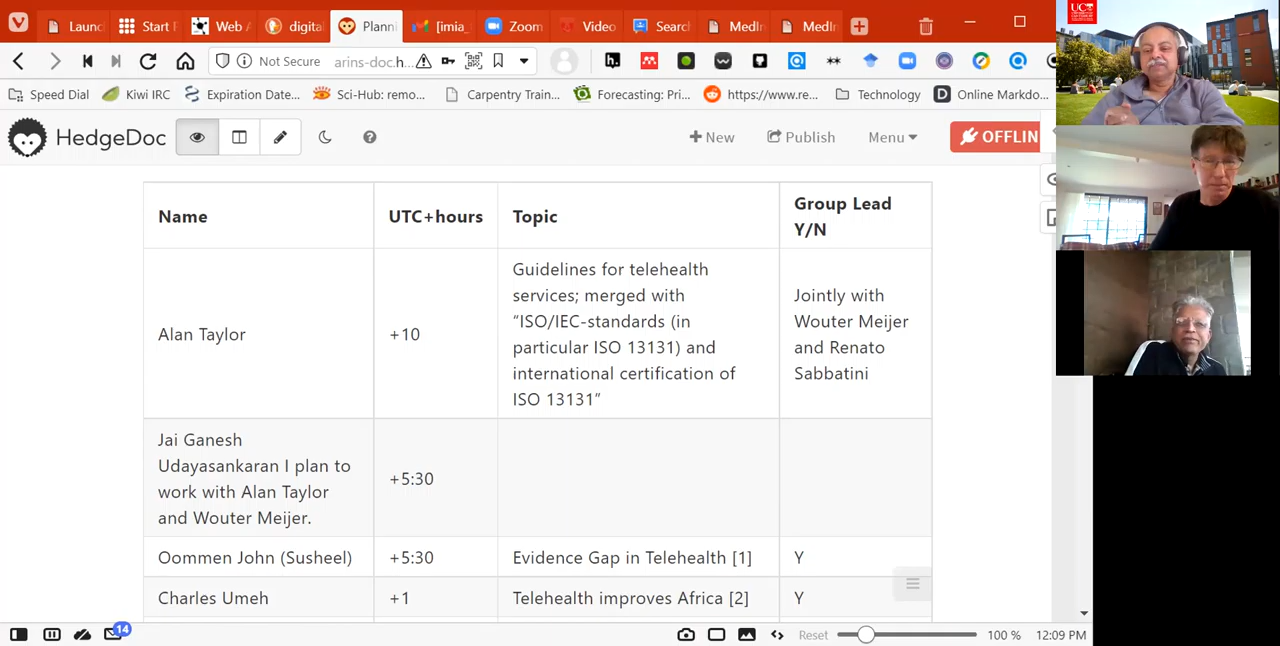 Launc
Start P
Web A
digita
Planni
[imia_
Zoom
Video
Searc
MedIn
MedIn
Not Secure
arins-doc.h...
Speed Dial
Kiwi IRC
Expiration Date...
Sci-Hub: remo...
Carpentry Train...
Forecasting: Pri...
https://www.re...
Technology
Online Markdo...
HedgeDoc
New
Publish
Menu
OFFLIN
Name
UTC+hours
Topic
Group Lead
Y/N
Alan Taylor
+10
Guidelines for telehealth
services; merged with
“ISO/IEC-standards (in
particular ISO 13131) and
international certification of
ISO 13131”
Jointly with
Wouter Meijer
and Renato
Sabbatini
Jai Ganesh
Udayasankaran I plan to
work with Alan Taylor
and Wouter Meijer.
+5:30
Oommen John (Susheel)
+5:30
Evidence Gap in Telehealth [1]
Y
Charles Umeh
+1
Telehealth improves Africa [2]
Y
14
Reset
100 %
12:09 PM